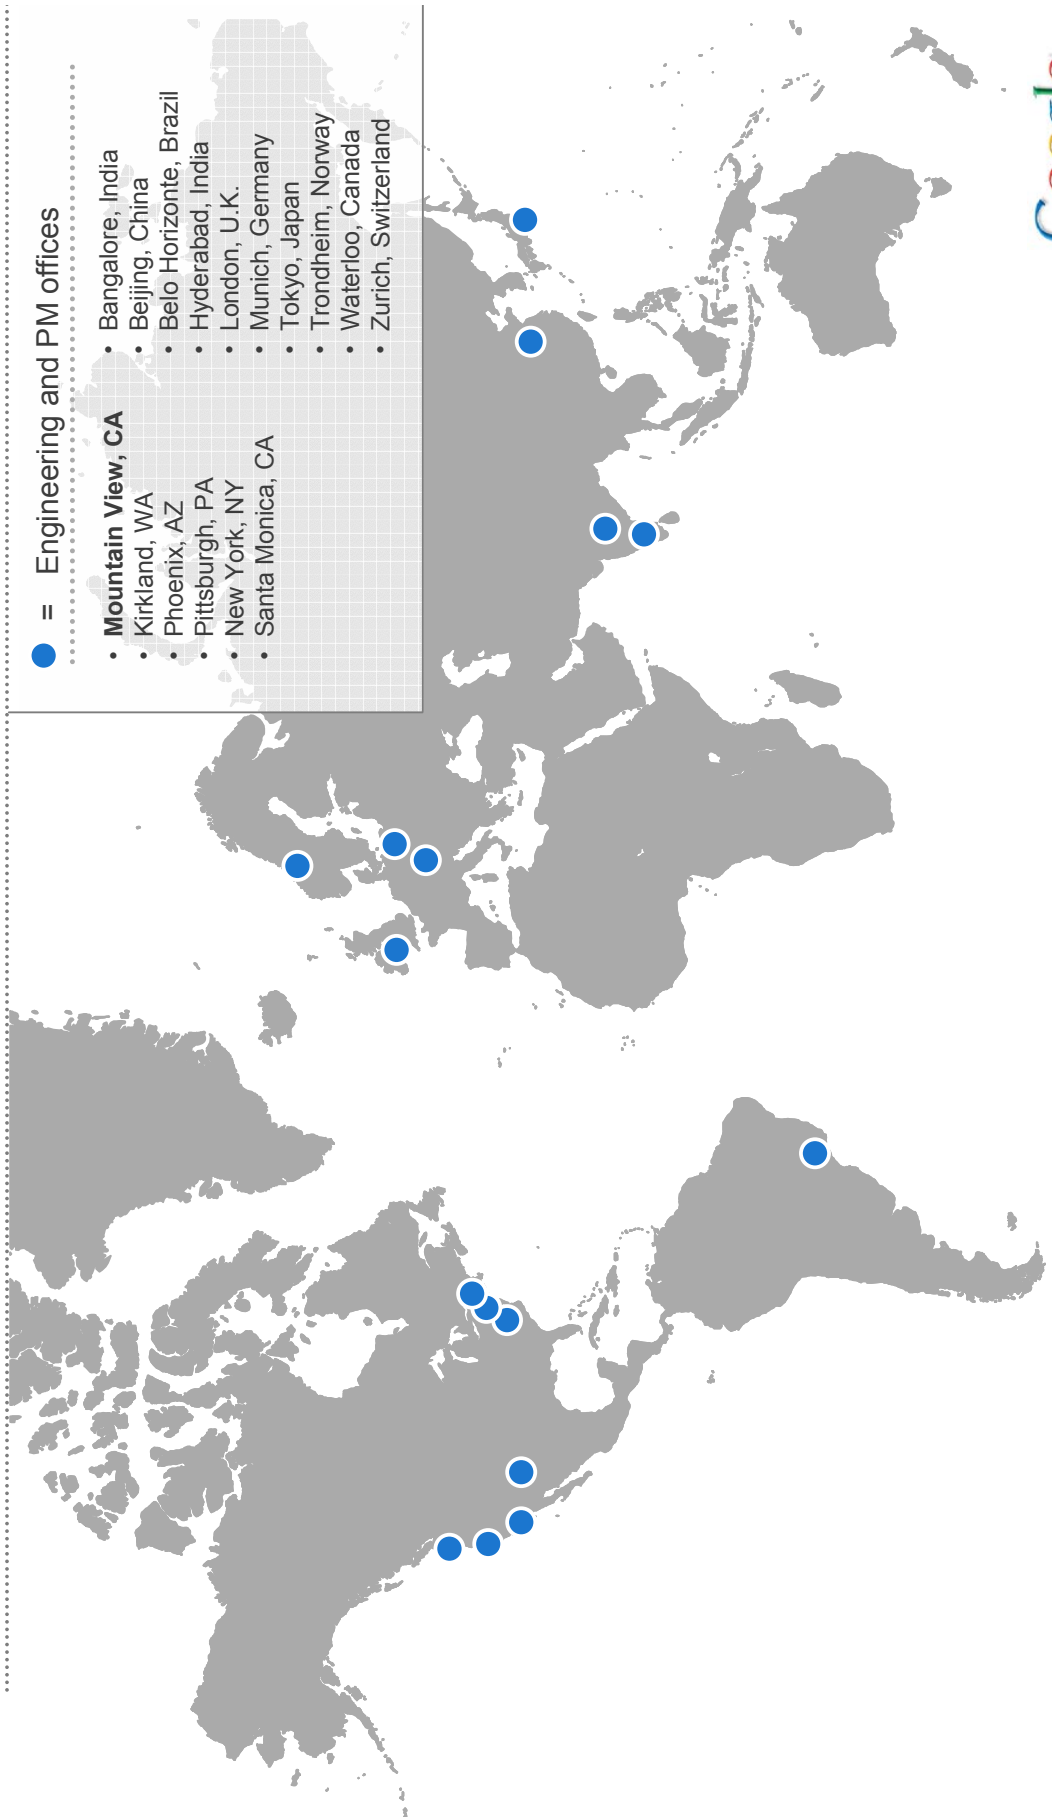 = Engineering and PM offices
• Mountain View, CA
• Kirkland, WA
• Phoenix, AZ
• Pittsburgh, PA
• New York, NY
• Santa Monica, CA
• Bangalore, India
• Beijing, China
• Belo Horizonte, Brazil
• Hyderabad, India
• London, U.K.
• Munich, Germany
• Tokyo, Japan
• Trondheim, Norway
• Waterloo, Canada
• Zurich, Switzerland
Google